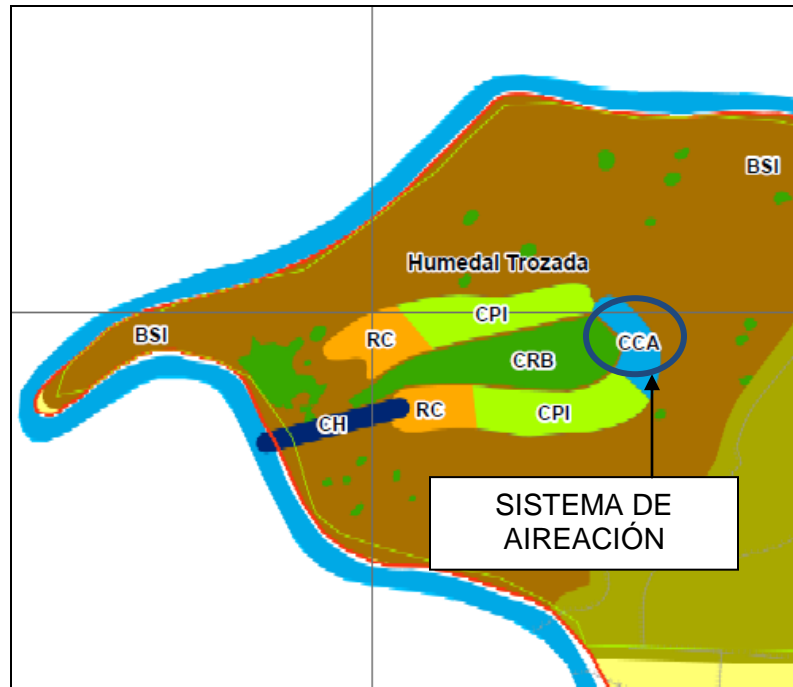 BSI
Humedal Trozada
BSI
CPI
RC
CCA
CRB
RC
CPI
CH
SISTEMA DE
AIREACIÓN